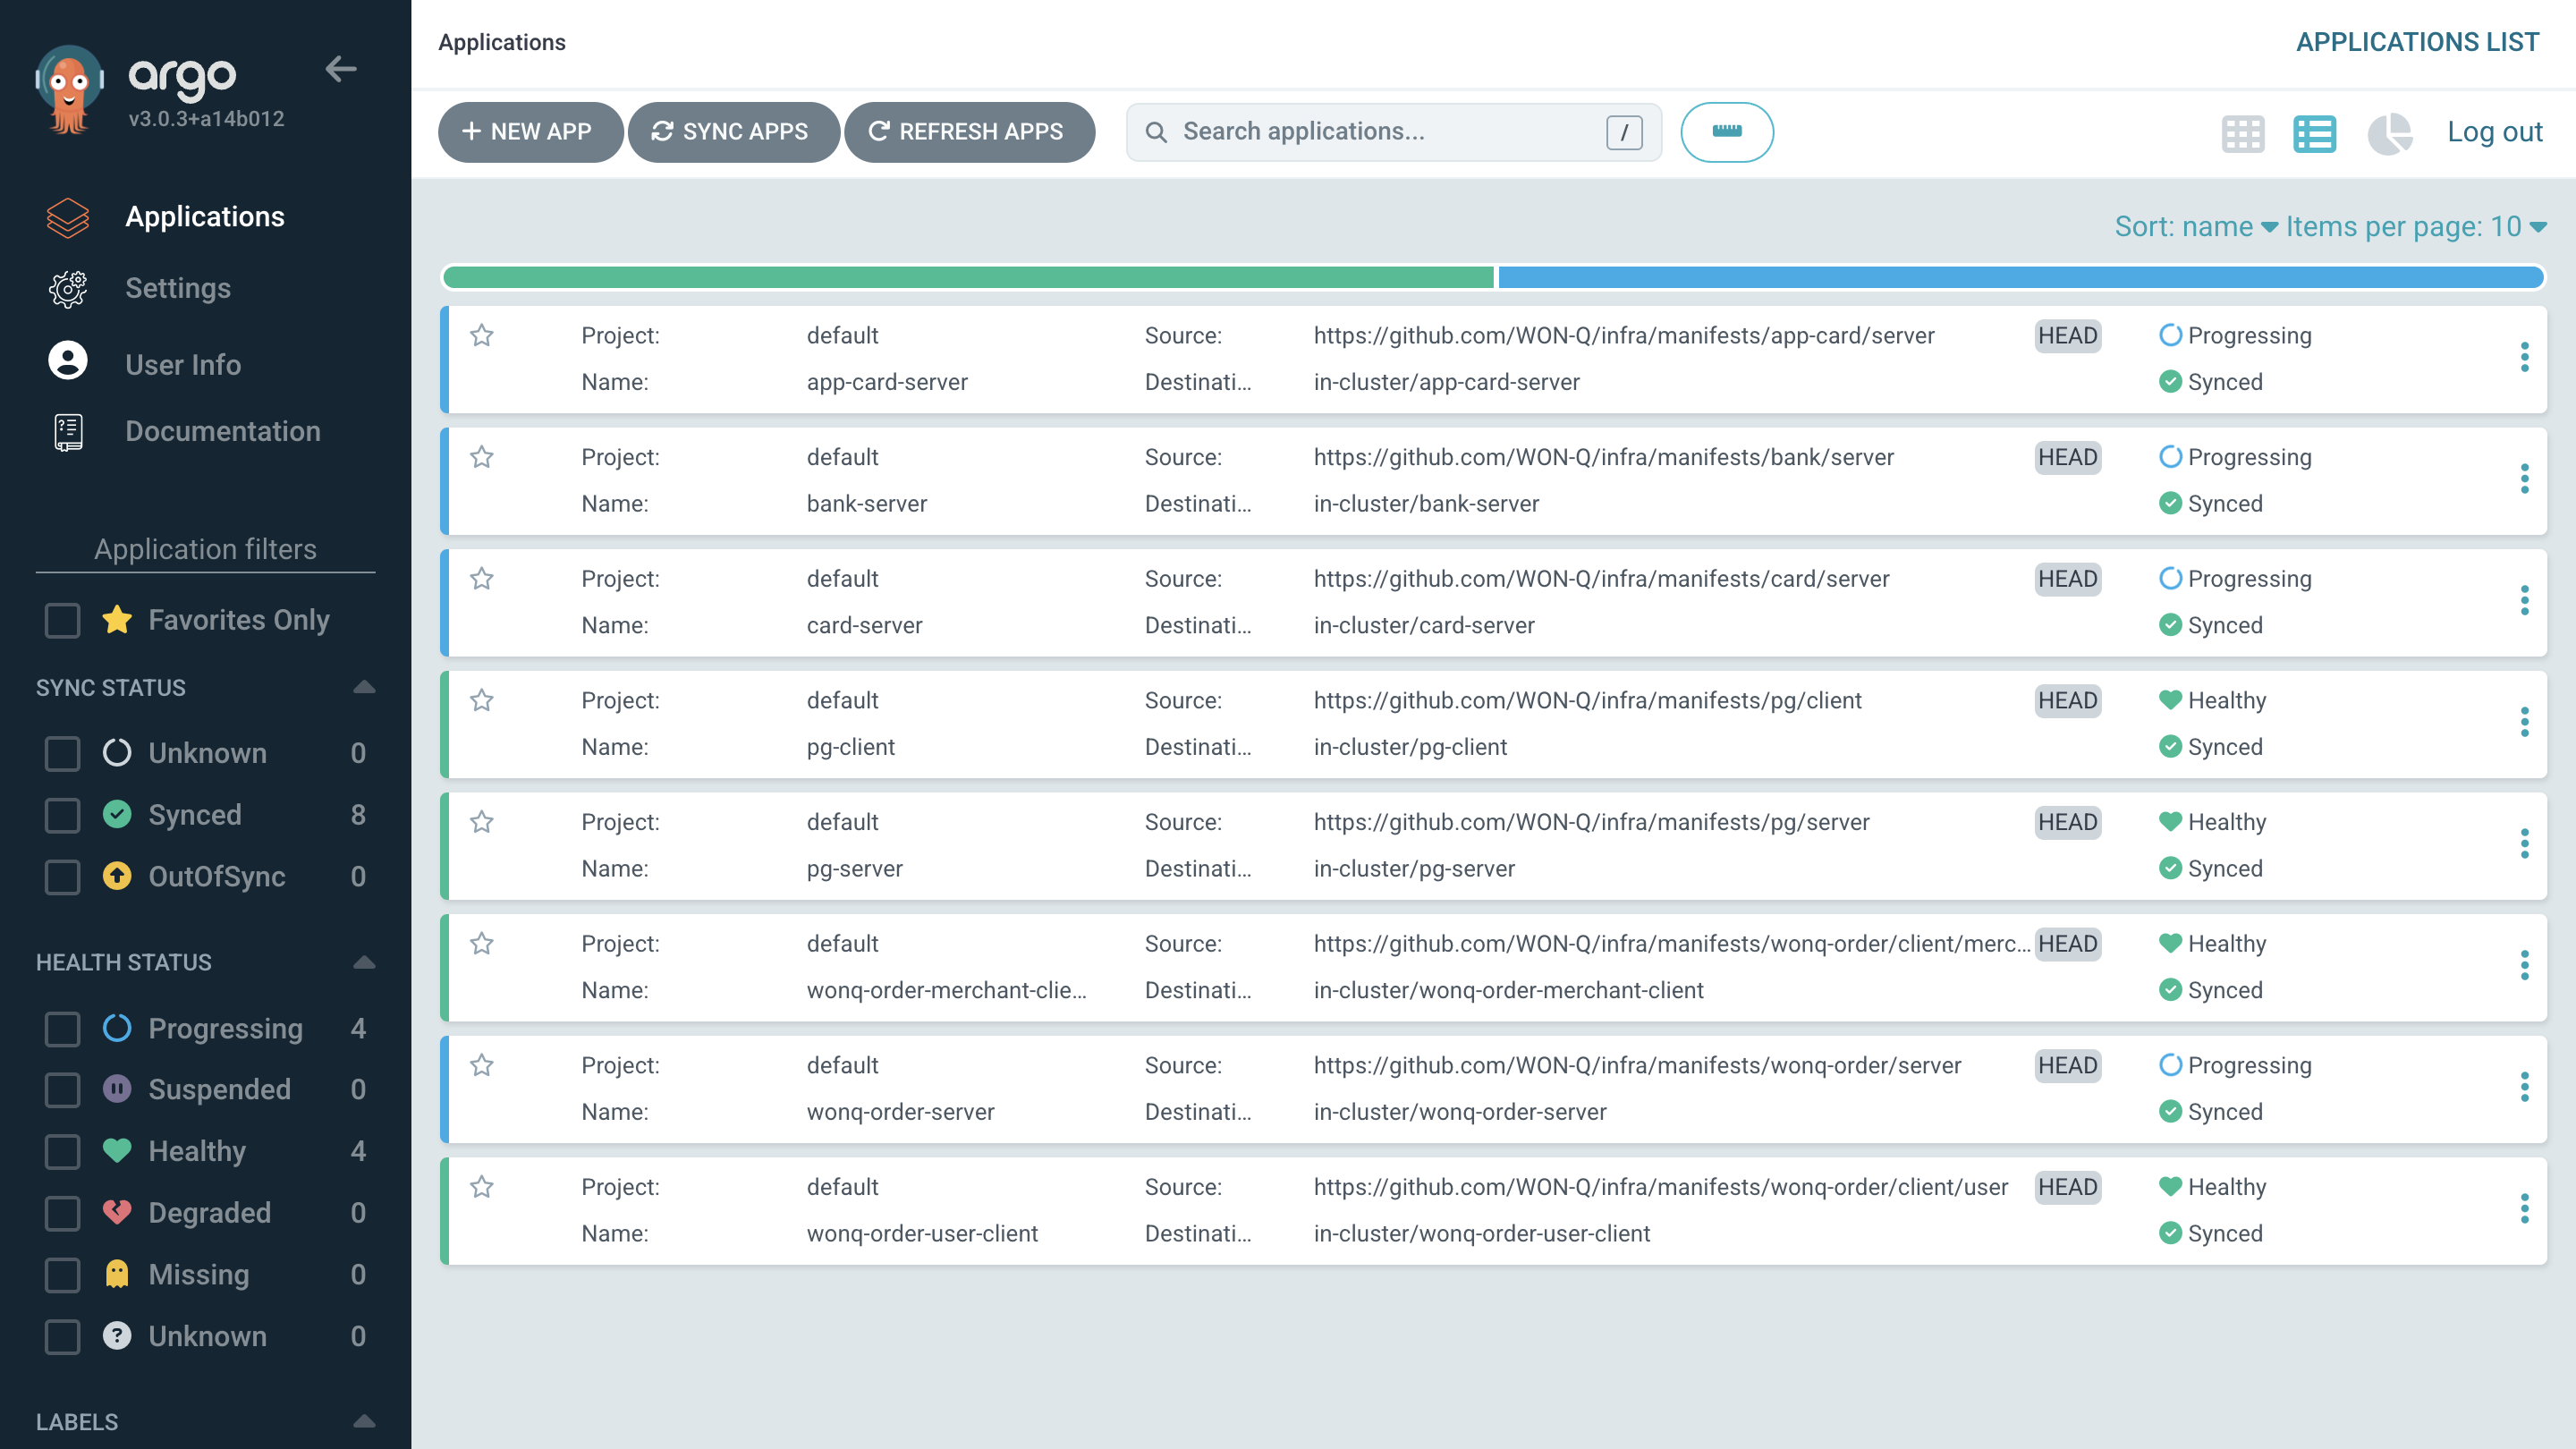 argo
v3.0.3+a14b012
Applications
Settings
User Info
Documentation
Application filters
Favorites Only
SYNC STATUS
Unknown 0
Synced 8
OutOfSync 0
HEALTH STATUS
Progressing 4
Suspended 0
Healthy 4
Degraded 0
Missing 0
Unknown 0
LABELS
Applications APPLICATIONS LIST
NEW APP SYNC APPS REFRESH APPS Search applications... / Log out
Sort: name Items per page: 10
Project: default Source: https://github.com/WON-Q/infra/manifests/app-card/server HEAD Progressing
Name: app-card-server Destinati... in-cluster/app-card-server Synced
Project: default Source: https://github.com/WON-Q/infra/manifests/bank/server HEAD Progressing
Name: bank-server Destinati... in-cluster/bank-server Synced
Project: default Source: https://github.com/WON-Q/infra/manifests/card/server HEAD Progressing
Name: card-server Destinati... in-cluster/card-server Synced
Project: default Source: https://github.com/WON-Q/infra/manifests/pg/client HEAD Healthy
Name: pg-client Destinati... in-cluster/pg-client Synced
Project: default Source: https://github.com/WON-Q/infra/manifests/pg/server HEAD Healthy
Name: pg-server Destinati... in-cluster/pg-server Synced
Project: default Source: https://github.com/WON-Q/infra/manifests/wonq-order/client/merc... HEAD Healthy
Name: wonq-order-merchant-clie... Destinati... in-cluster/wonq-order-merchant-client Synced
Project: default Source: https://github.com/WON-Q/infra/manifests/wonq-order/server HEAD Progressing
Name: wonq-order-server Destinati... in-cluster/wonq-order-server Synced
Project: default Source: https://github.com/WON-Q/infra/manifests/wonq-order/client/user HEAD Healthy
Name: wonq-order-user-client Destinati... in-cluster/wonq-order-user-client Synced